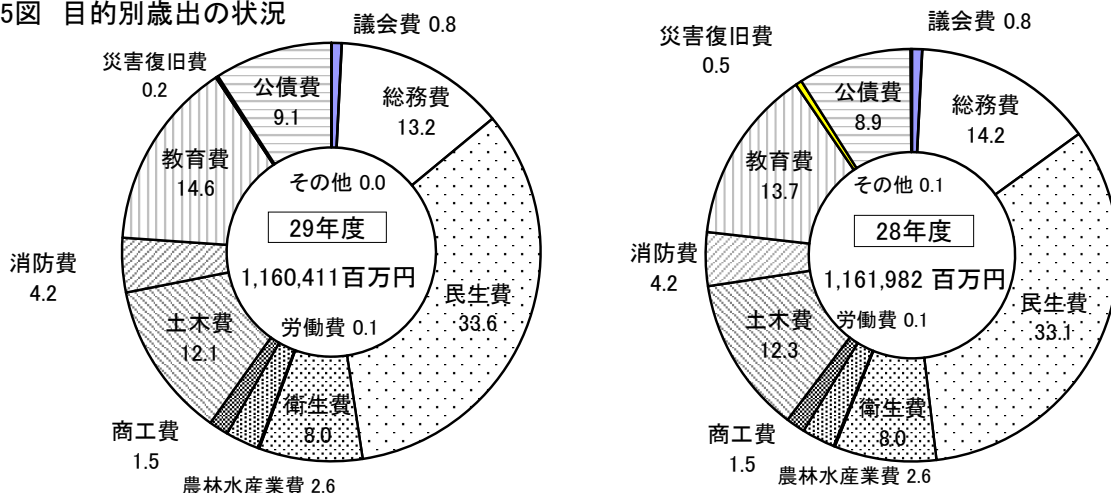 5図 目的別歳出の状況
議会費 0.8
総務費
13.2
民生費
33.6
衛生費
8.0
労働費 0.1
農林水産業費 2.6
商工費
1.5
土木費
12.1
消防費
4.2
教育費
14.6
災害復旧費
0.2
公債費
9.1
その他 0.0
29年度
1,160,411百万円
議会費 0.8
総務費
14.2
民生費
33.1
衛生費
8.0
労働費 0.1
農林水産業費 2.6
商工費
1.5
土木費
12.3
消防費
4.2
教育費
13.7
災害復旧費
0.5
公債費
8.9
その他 0.1
28年度
1,161,982 百万円